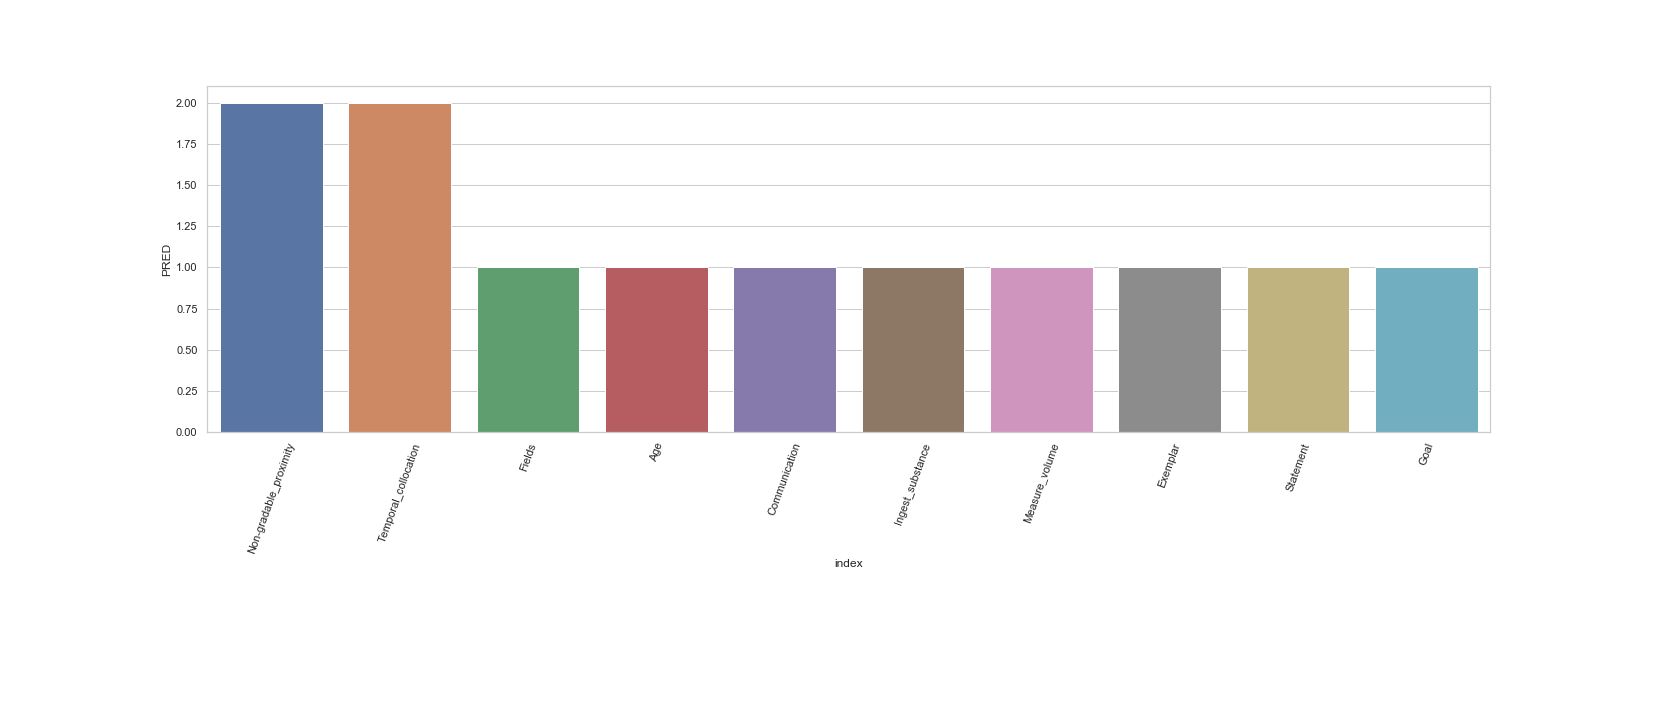 2.00
1.75
1.50
1.25
1.00
0.75
0.50
0.25
0.00
PRED
Non-gradable_proximity
Temporal_collocation
Fields
Age
Communication
Ingest_substance
Measure_volume
Exemplar
Statement
Goal
index